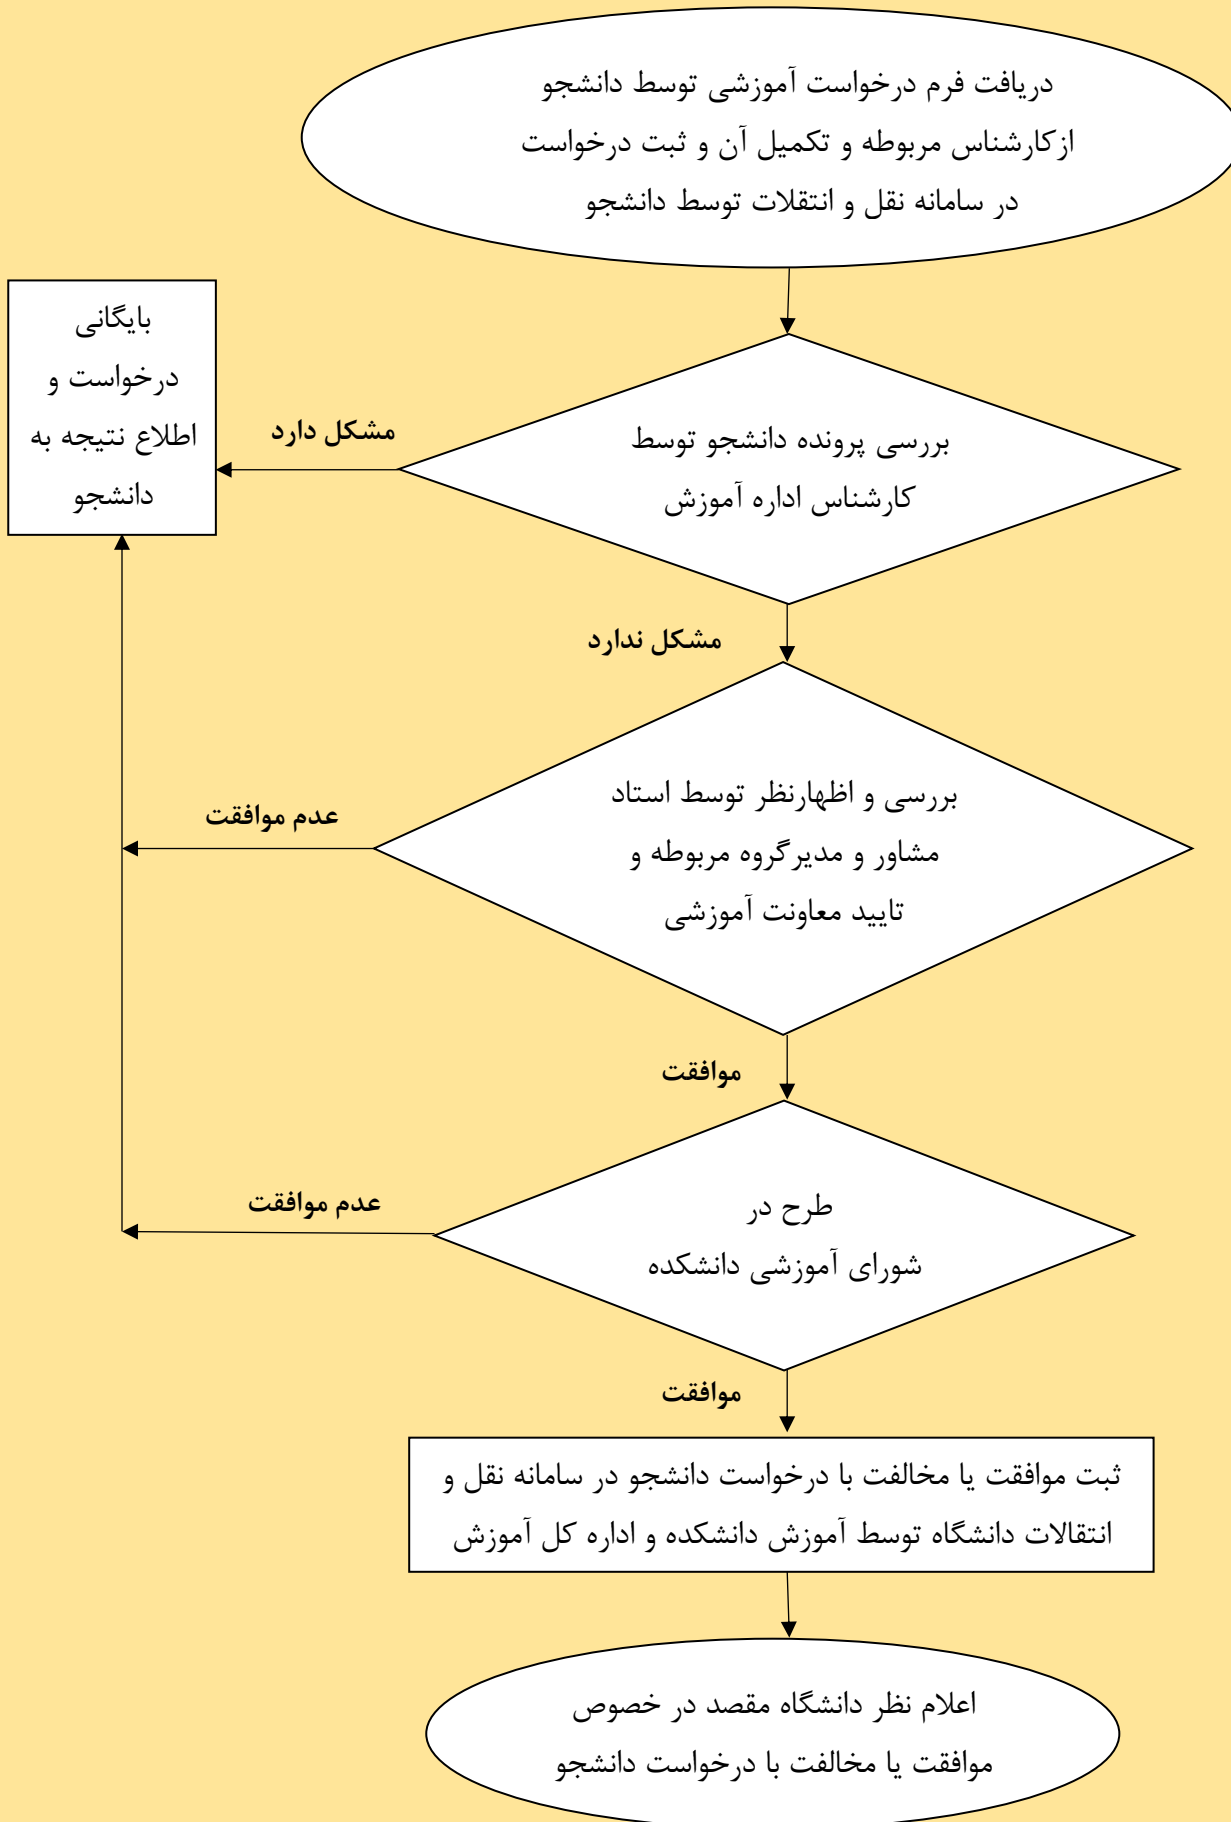 دریافت فرم درخواست آموزشی توسط دانشجو
ازکارشناس مربوطه و تکمیل آن و ثبت درخواست
در سامانه نقل و انتقلات توسط دانشجو
بررسی پرونده دانشجو توسط
کارشناس اداره آموزش
مشکل دارد
بایگانی
درخواست و
اطلاع نتیجه به
دانشجو
مشکل ندارد
بررسی و اظهارنظر توسط استاد
مشاور و مدیرگروه مربوطه و
تایید معاونت آموزشی
عدم موافقت
موافقت
طرح در
شورای آموزشی دانشکده
عدم موافقت
موافقت
ثبت موافقت یا مخالفت با درخواست دانشجو در سامانه نقل و
انتقالات دانشگاه توسط آموزش دانشکده و اداره کل آموزش
اعلام نظر دانشگاه مقصد در خصوص
موافقت یا مخالفت با درخواست دانشجو